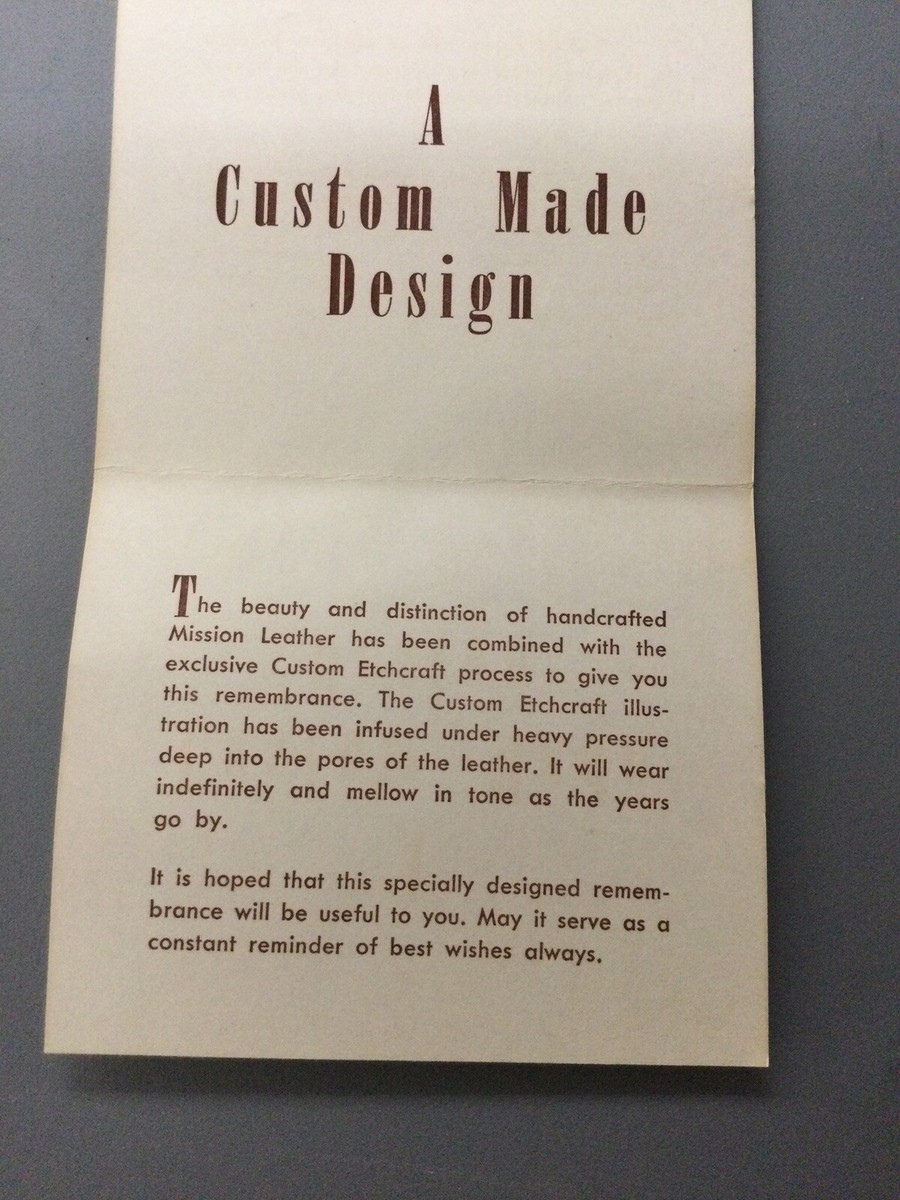 A
Custom Made
Design
The beauty and distinction of handcrafted
Mission Leather has been combined with the
exclusive Custom Etchcraft process to give you
this remembrance. The Custom Etchcraft illus-
tration has been infused under heavy pressure
deep into the pores of the leather. It will wear
indefinitely and mellow in tone as the years
go by.
It is hoped that this specially designed remem-
brance will be useful to you. May it serve as a
constant reminder of best wishes always.